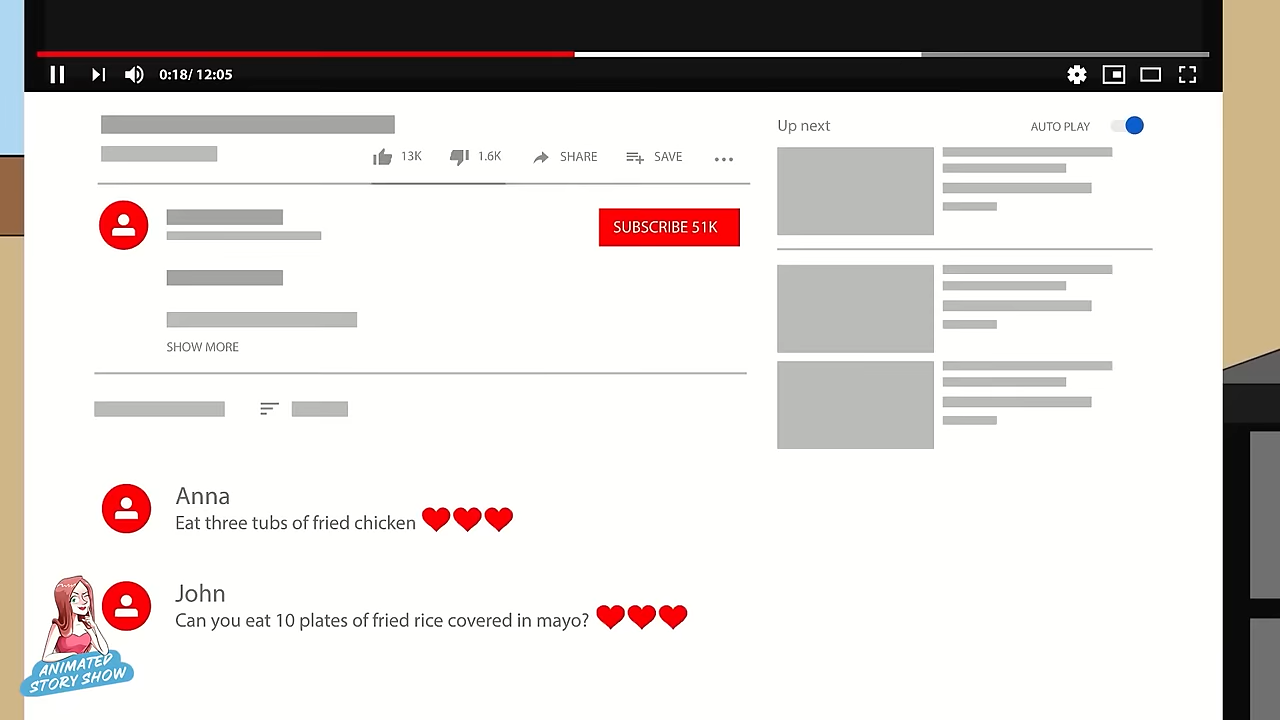 0:18/ 12:05
Up next
AUTO PLAY
13K
1.6K
SHARE
SAVE
SUBSCRIBE 51K
SHOW MORE
Anna
Eat three tubs of fried chicken
John
Can you eat 10 plates of fried rice covered in mayo?
ANIMATED
STORY SHOW